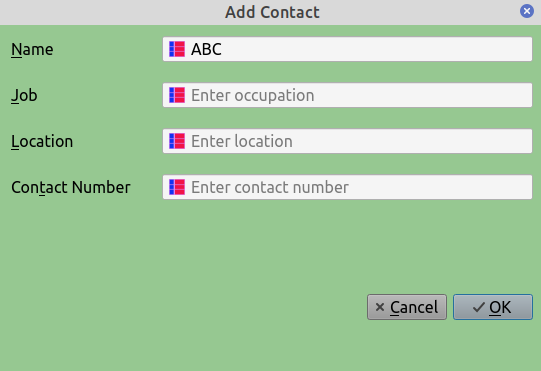 Add Contact
Name ABC
Job Enter occupation
Location Enter location
Contact Number Enter contact number
Cancel OK